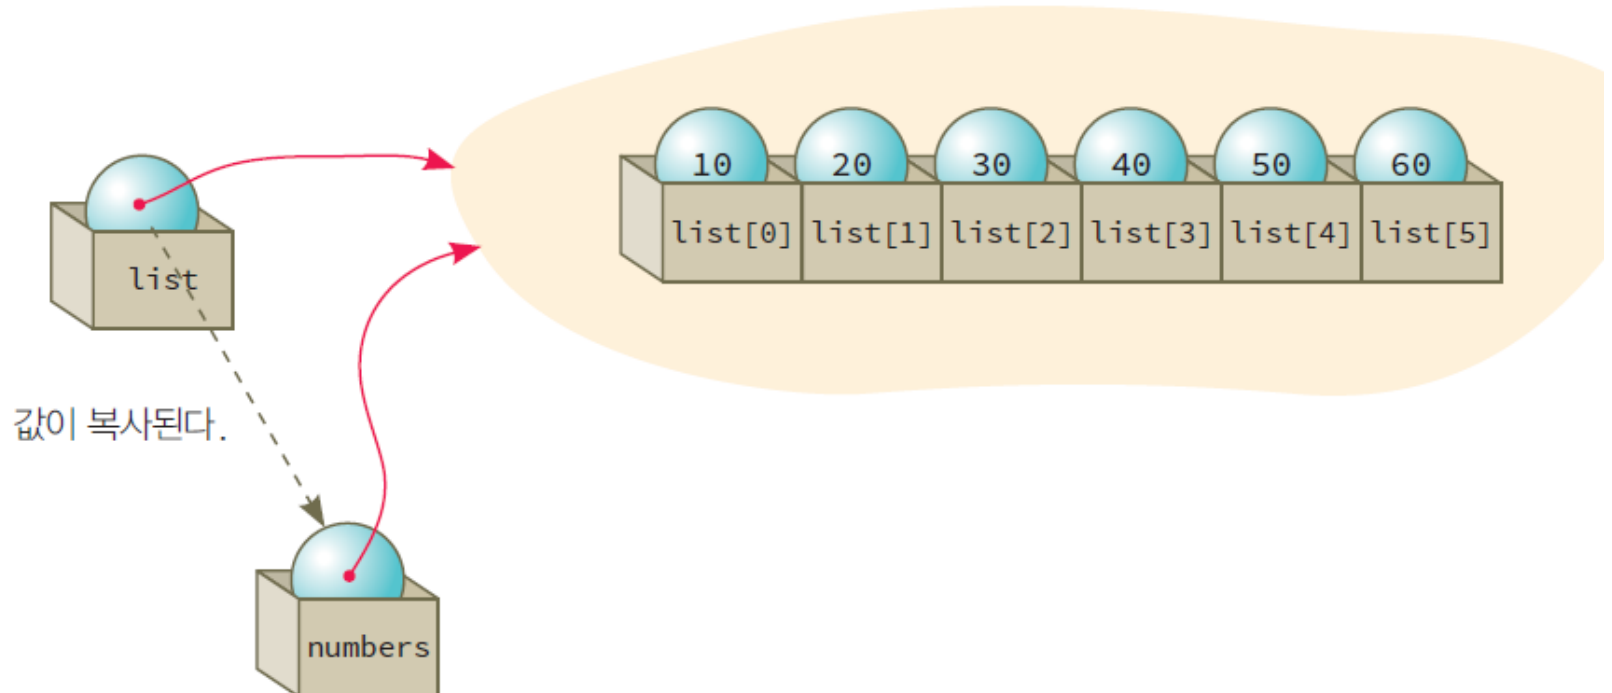 10 20 30 40 50 60
list[0] list[1] list[2] list[3] list[4] list[5]
list
값이 복사된다.
numbers